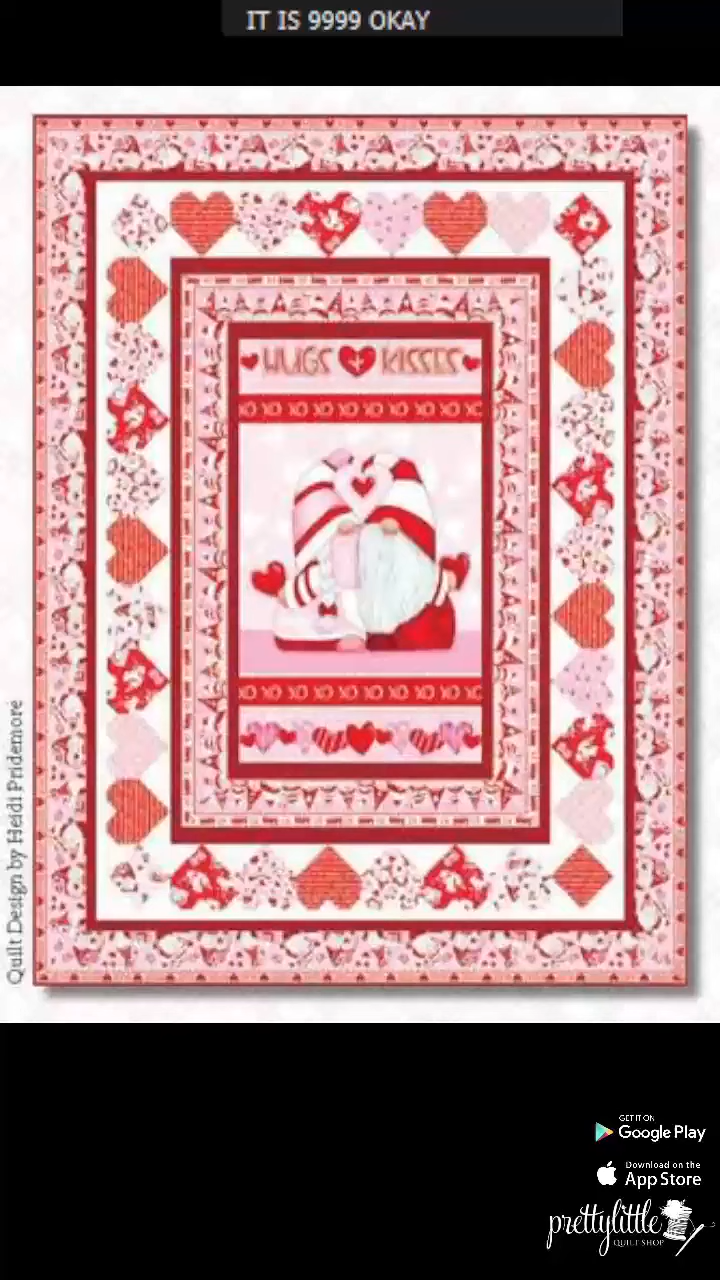 IT IS 9999 OKAY
HUGS + KISSES
XO XO XO XO XO XO XO XO
XO XO XO XO XO XO XO XO
Quilt Design by Heidi Pridemore
GET IT ON
Google Play
Download on the
App Store
prettylittle
QUILT SHOP